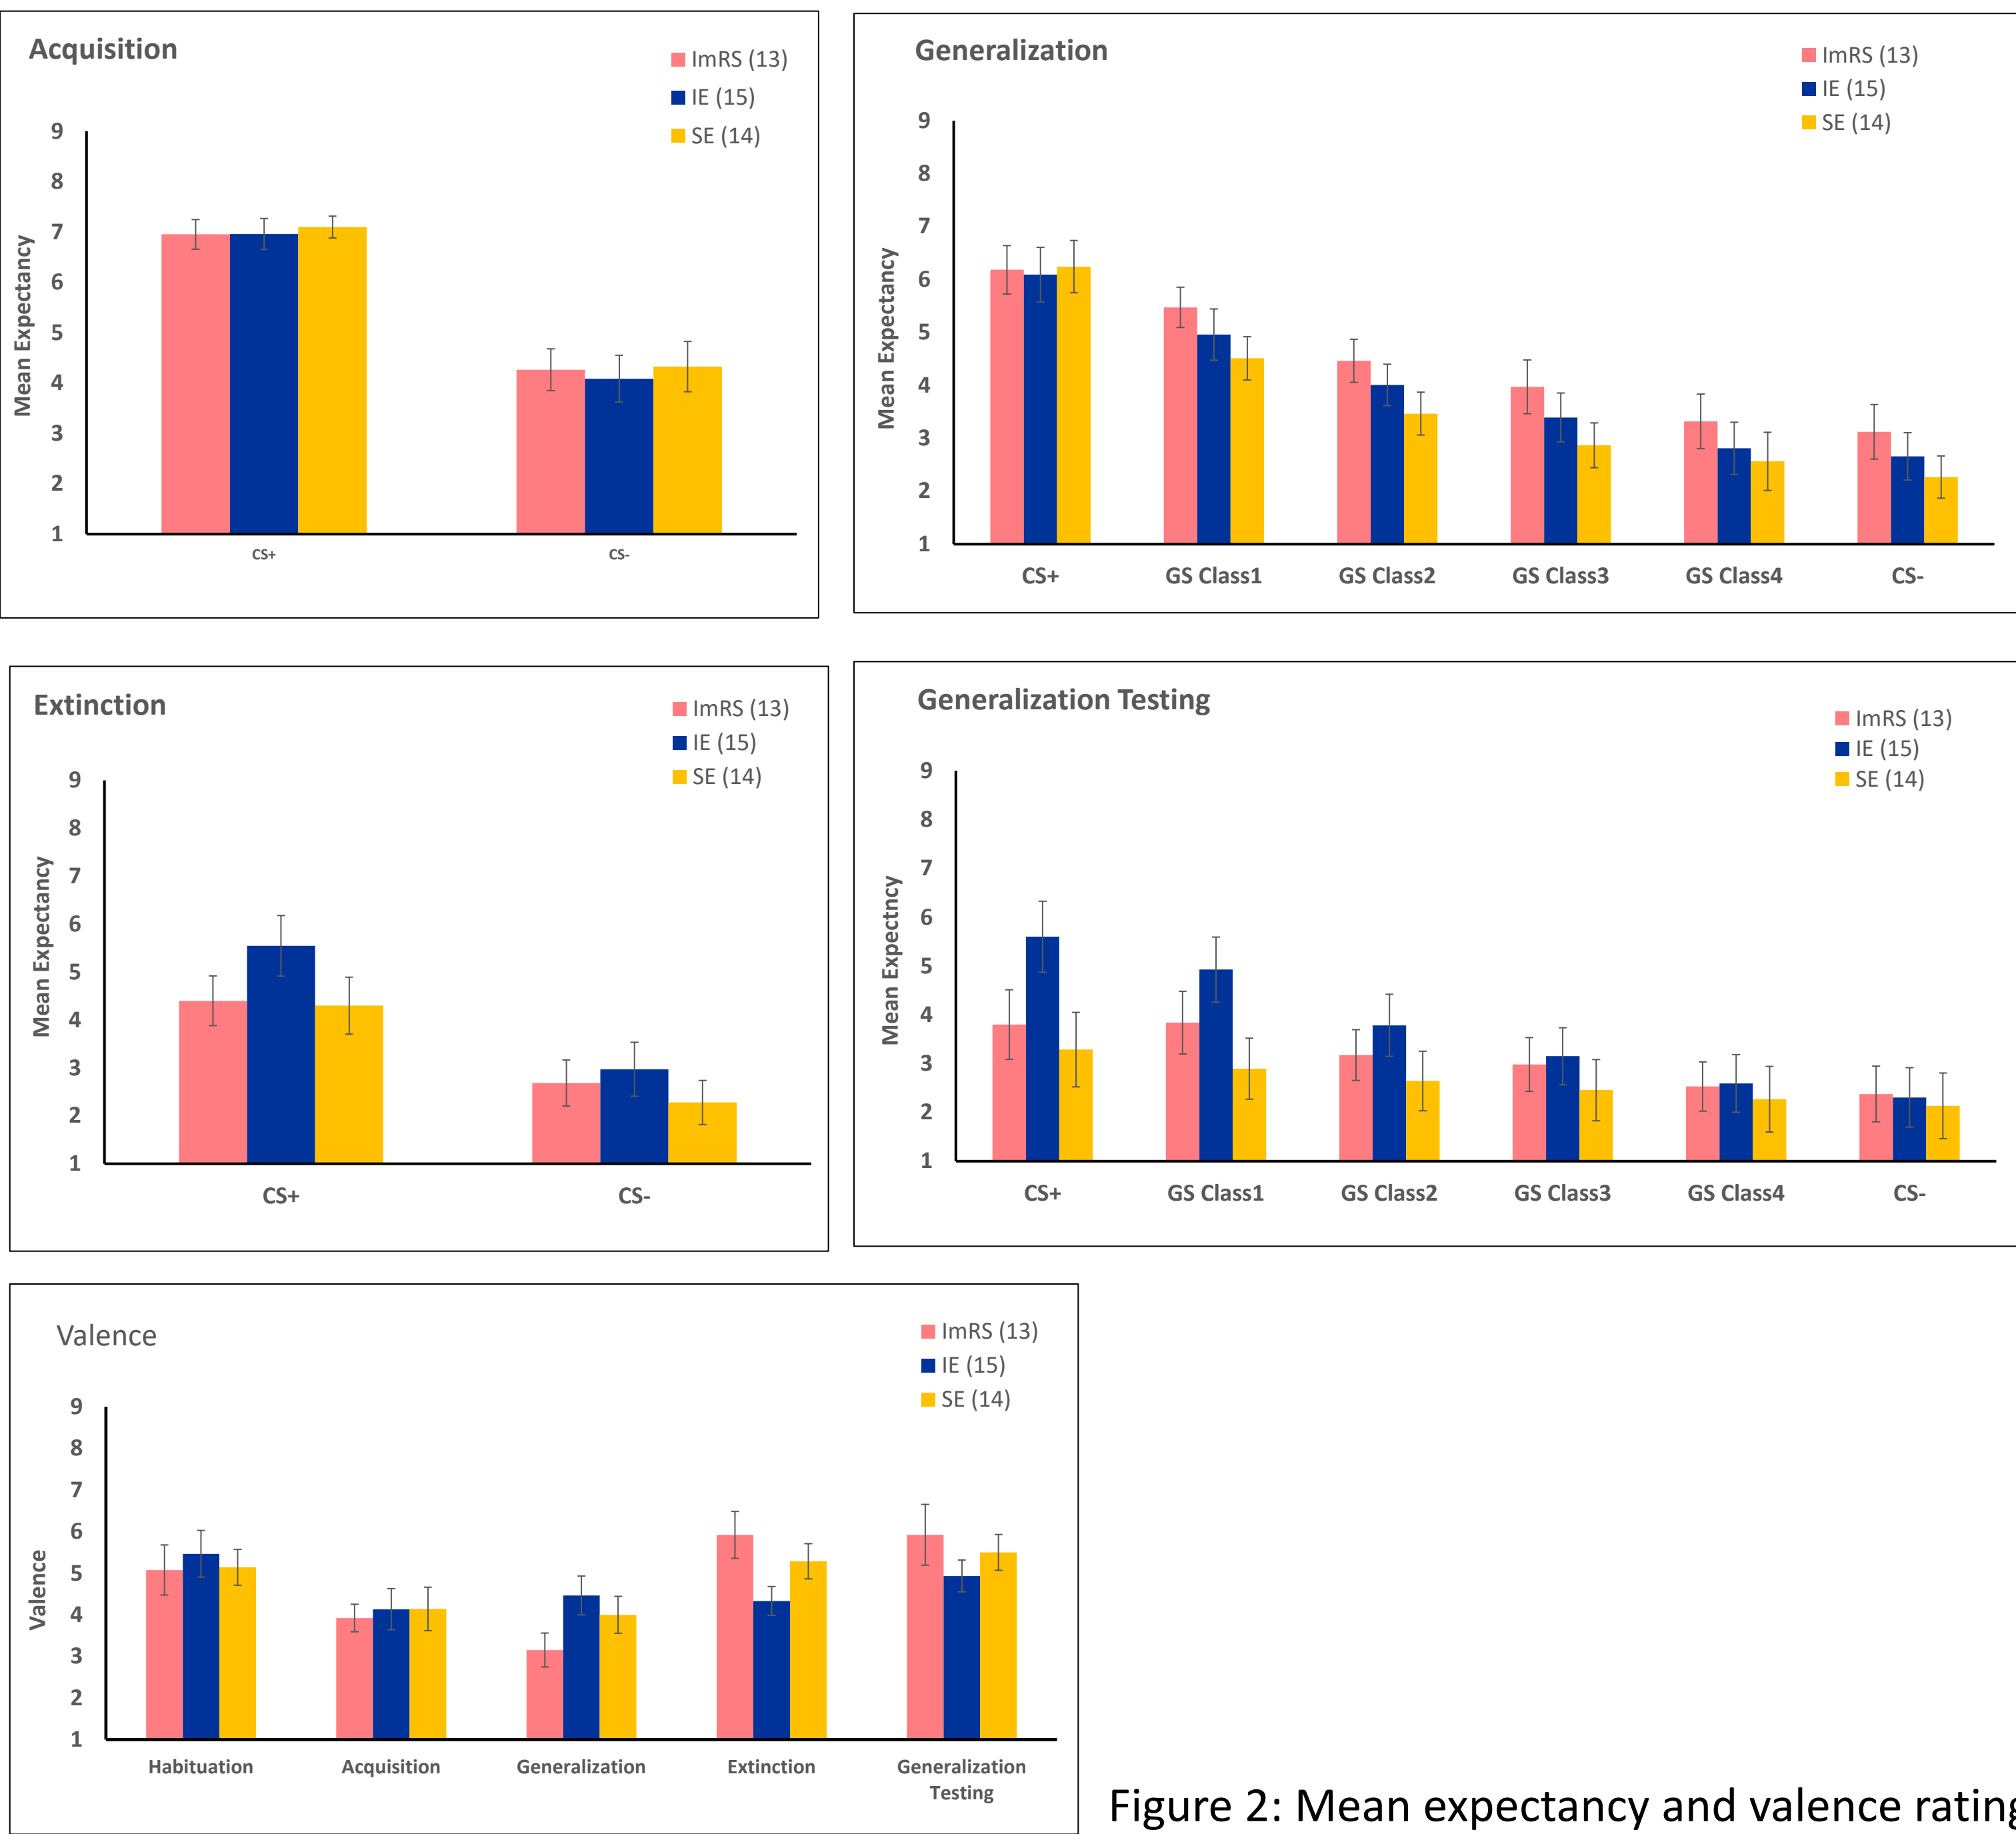 Acquisition
ImRS (13)
IE (15)
SE (14)
9
8
7
6
5
4
3
2
1
Mean Expectancy
CS+ CS-
Generalization
ImRS (13)
IE (15)
SE (14)
9
8
7
6
5
4
3
2
1
Mean Expectancy
CS+ GS Class1 GS Class2 GS Class3 GS Class4 CS-
Extinction
ImRS (13)
IE (15)
SE (14)
9
8
7
6
5
4
3
2
1
Mean Expectancy
CS+ CS-
Generalization Testing
ImRS (13)
IE (15)
SE (14)
9
8
7
6
5
4
3
2
1
Mean Expectncy
CS+ GS Class1 GS Class2 GS Class3 GS Class4 CS-
Valence
ImRS (13)
IE (15)
SE (14)
9
8
7
6
5
4
3
2
1
Valence
Habituation Acquisition Generalization Extinction Generalization
Testing
Figure 2: Mean expectancy and valence rating